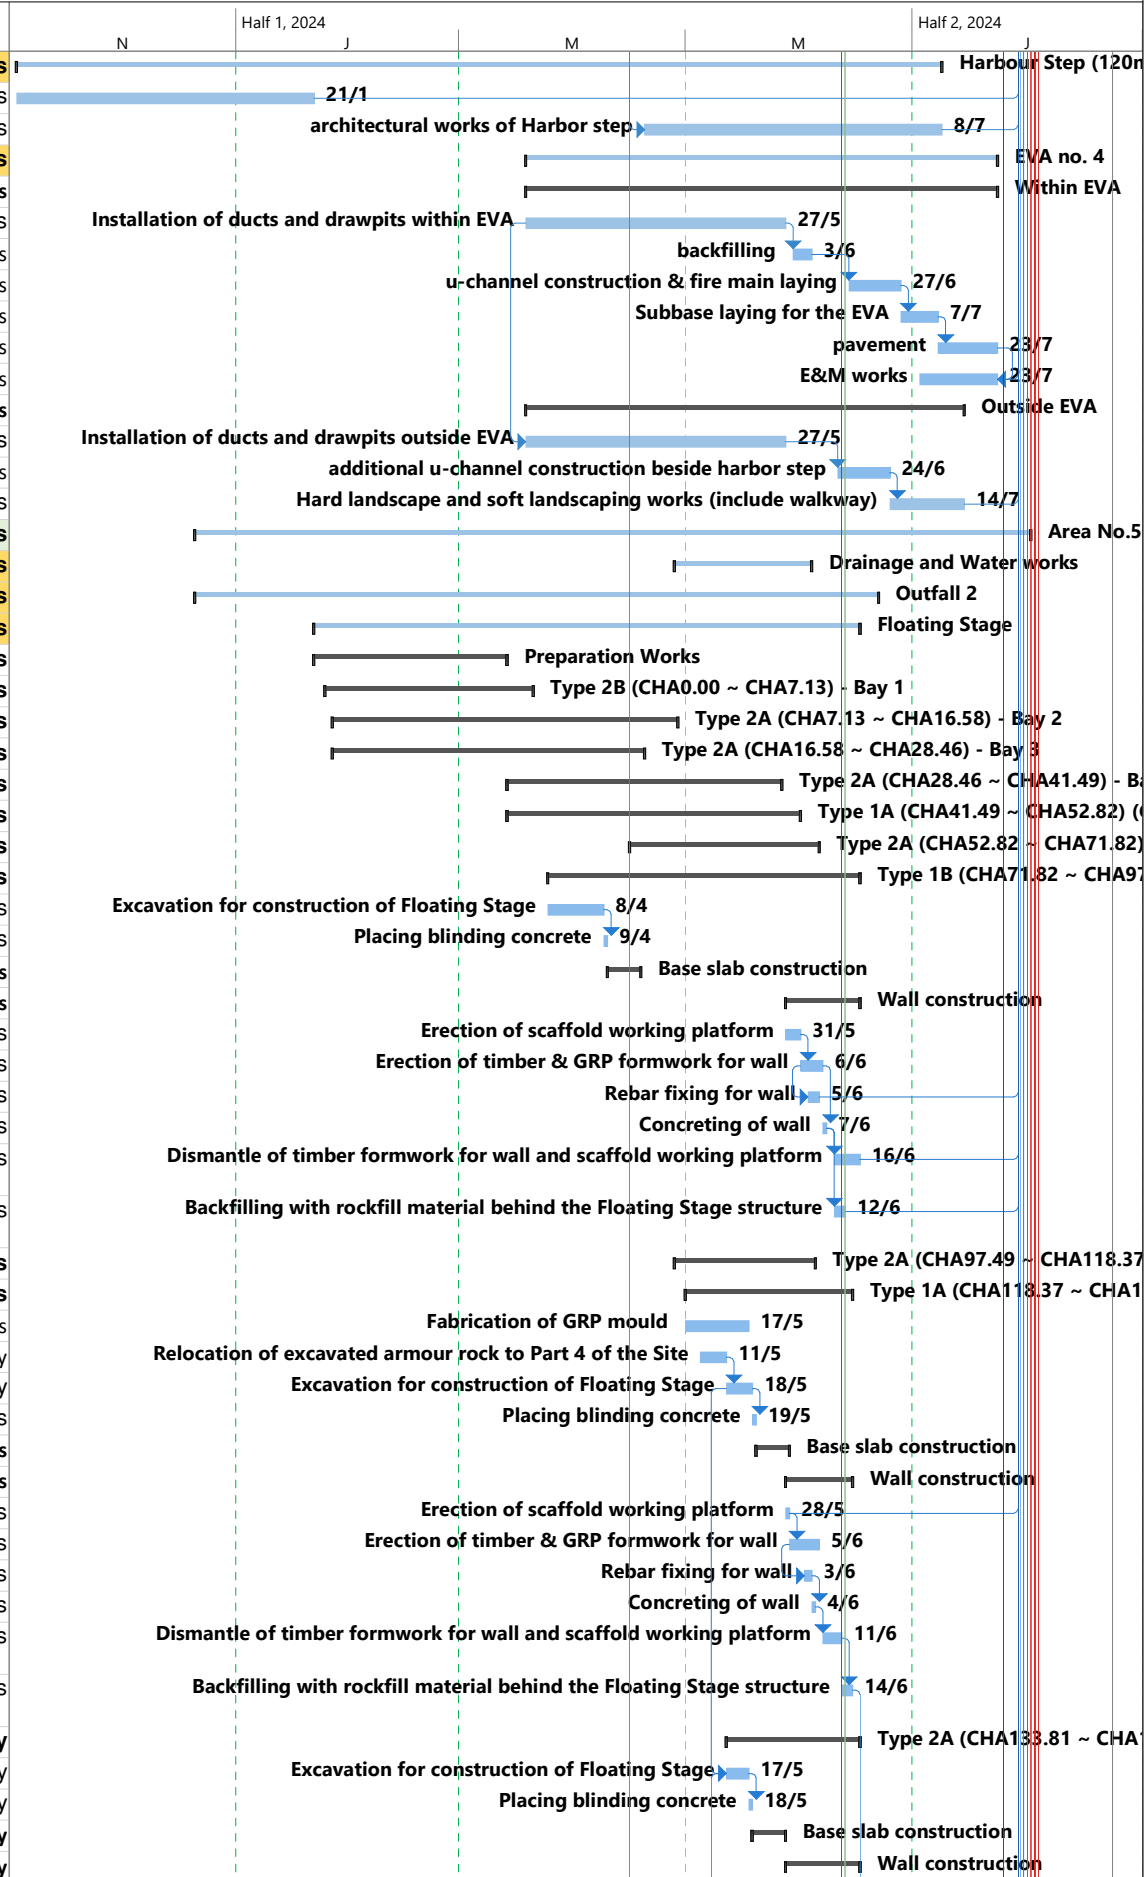 Half 1, 2024
Half 2, 2024
N
J
M
M
J
Harbour Step (120m
21/1
architectural works of Harbor step
8/7
EVA no. 4
Within EVA
Installation of ducts and drawpits within EVA
27/5
backfilling
3/6
u-channel construction & fire main laying
27/6
Subbase laying for the EVA
7/7
pavement
23/7
E&M works
23/7
Outside EVA
Installation of ducts and drawpits outside EVA
27/5
additional u-channel construction beside harbor step
24/6
Hard landscape and soft landscaping works (include walkway)
14/7
Area No.5
Drainage and Water works
Outfall 2
Floating Stage
Preparation Works
Type 2B (CHA0.00 ~ CHA7.13) - Bay 1
Type 2A (CHA7.13 ~ CHA16.58) - Bay 2
Type 2A (CHA16.58 ~ CHA28.46) - Bay 3
Type 2A (CHA28.46 ~ CHA41.49) - Ba
Type 1A (CHA41.49 ~ CHA52.82) (
Type 2A (CHA52.82 ~ CHA71.82)
Type 1B (CHA71.82 ~ CHA97
Excavation for construction of Floating Stage
8/4
Placing blinding concrete
9/4
Base slab construction
Wall construction
Erection of scaffold working platform
31/5
Erection of timber & GRP formwork for wall
6/6
Rebar fixing for wall
5/6
Concreting of wall
7/6
Dismantle of timber formwork for wall and scaffold working platform
16/6
Backfilling with rockfill material behind the Floating Stage structure
12/6
Type 2A (CHA97.49 ~ CHA118.37
Type 1A (CHA118.37 ~ CHA1
Fabrication of GRP mould
17/5
Relocation of excavated armour rock to Part 4 of the Site
11/5
Excavation for construction of Floating Stage
18/5
Placing blinding concrete
19/5
Base slab construction
Wall construction
Erection of scaffold working platform
28/5
Erection of timber & GRP formwork for wall
5/6
Rebar fixing for wall
3/6
Concreting of wall
4/6
Dismantle of timber formwork for wall and scaffold working platform
11/6
Backfilling with rockfill material behind the Floating Stage structure
14/6
Type 2A (CHA133.81 ~ CHA1
Excavation for construction of Floating Stage
17/5
Placing blinding concrete
18/5
Base slab construction
Wall construction